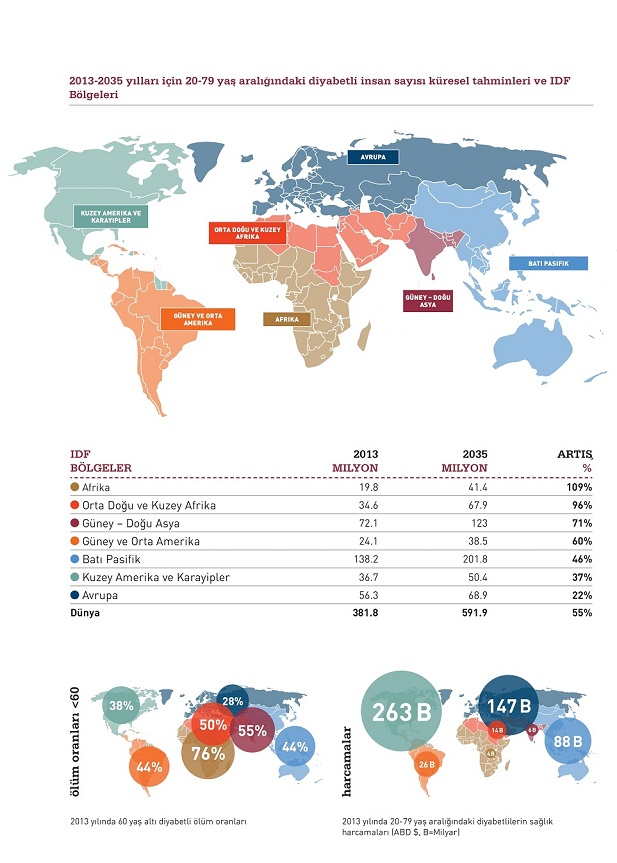 2013-2035 yılları için 20-79 yaş aralığındaki diyabetli insan sayısı küresel tahminleri ve IDF
Bölgeleri
AVRUPA
KUZEY AMERIKA VE
KARAYIPLER
ORTA DOĞU VE KUZEY
AFRIKA
BATI PASIFIK
GÜNEY – DOĞU
ASYA
GÜNEY VE ORTA
AMERIKA
AFRIKA
IDF 2013 2035 ARTIŞ
BÖLGELER MILYON MILYON %
Afrika 19.8 41.4 109%
Orta Doğu ve Kuzey Afrika 34.6 67.9 96%
Güney – Doğu Asya 72.1 123 71%
Güney ve Orta Amerika 24.1 38.5 60%
Batı Pasifik 138.2 201.8 46%
Kuzey Amerika ve Karayipler 36.7 50.4 37%
Avrupa 56.3 68.9 22%
Dünya 381.8 591.9 55%
ölüm oranları <60
38%
28%
50%
55%
76%
44%
44%
2013 yılında 60 yaş altı diyabetli ölüm oranları
harcamalar
263 B
147 B
14 B
6 B
88 B
4 B
26 B
2013 yılında 20-79 yaş aralığındaki diyabetlilerin sağlık
harcamaları (ABD $, B=Milyar)